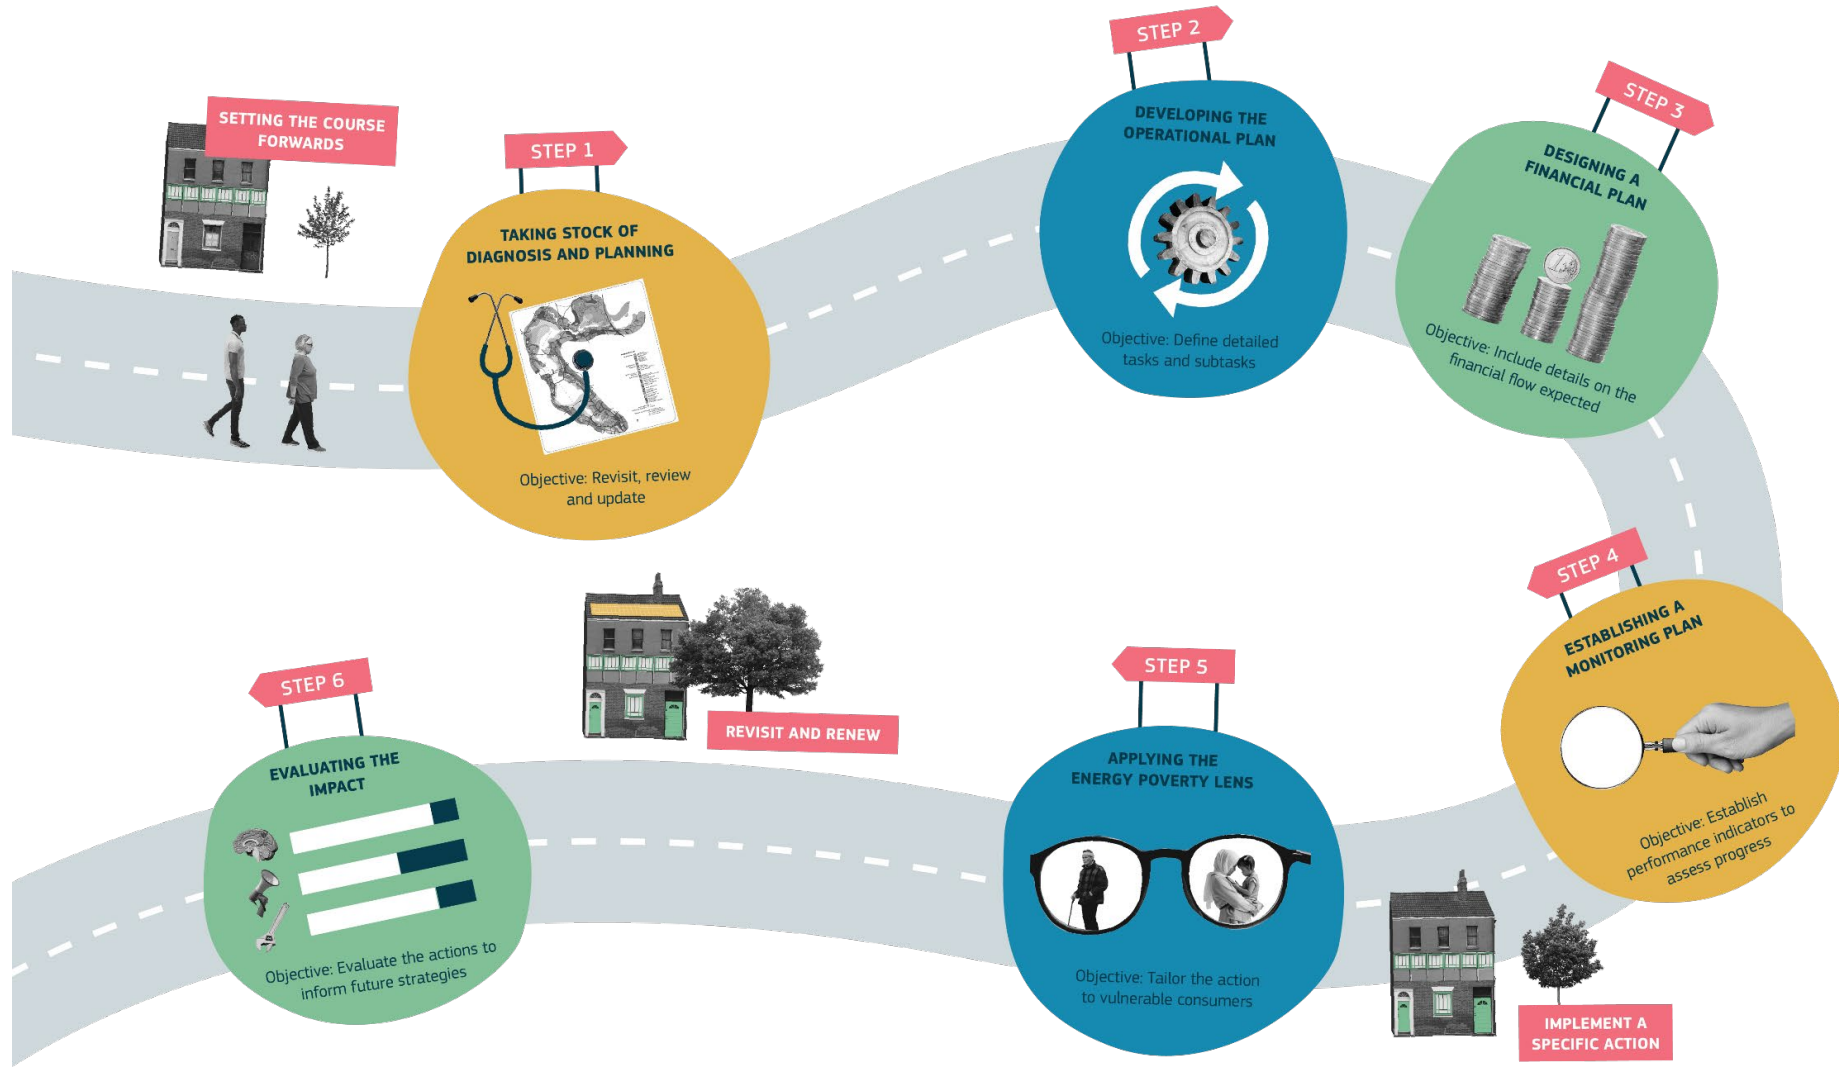 SETTING THE COURSE
FORWARDS
STEP 1
TAKING STOCK OF
DIAGNOSIS AND PLANNING
Objective: Revisit, review
and update
STEP 2
DEVELOPING THE
OPERATIONAL PLAN
Objective: Define detailed
tasks and subtasks
STEP 3
DESIGNING A
FINANCIAL PLAN
Objective: Include details on the
financial flow expected
STEP 4
ESTABLISHING A
MONITORING PLAN
Objective: Establish
performance indicators to
assess progress
IMPLEMENT A
SPECIFIC ACTION
STEP 5
APPLYING THE
ENERGY POVERTY LENS
Objective: Tailor the action
to vulnerable consumers
REVISIT AND RENEW
STEP 6
EVALUATING THE
IMPACT
Objective: Evaluate the actions to
inform future strategies